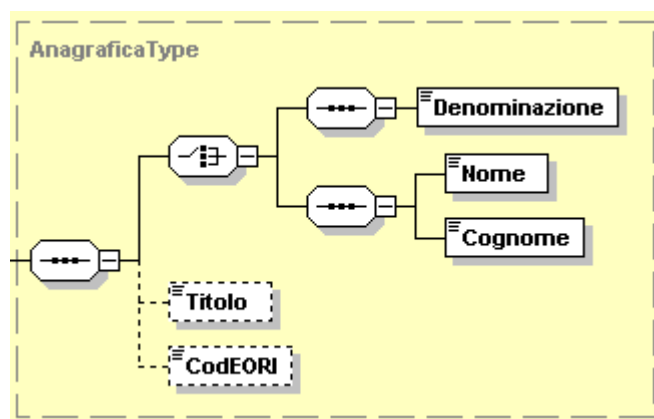 AnagraficaType
Denominazione
Nome
Cognome
Titolo
CodEORI